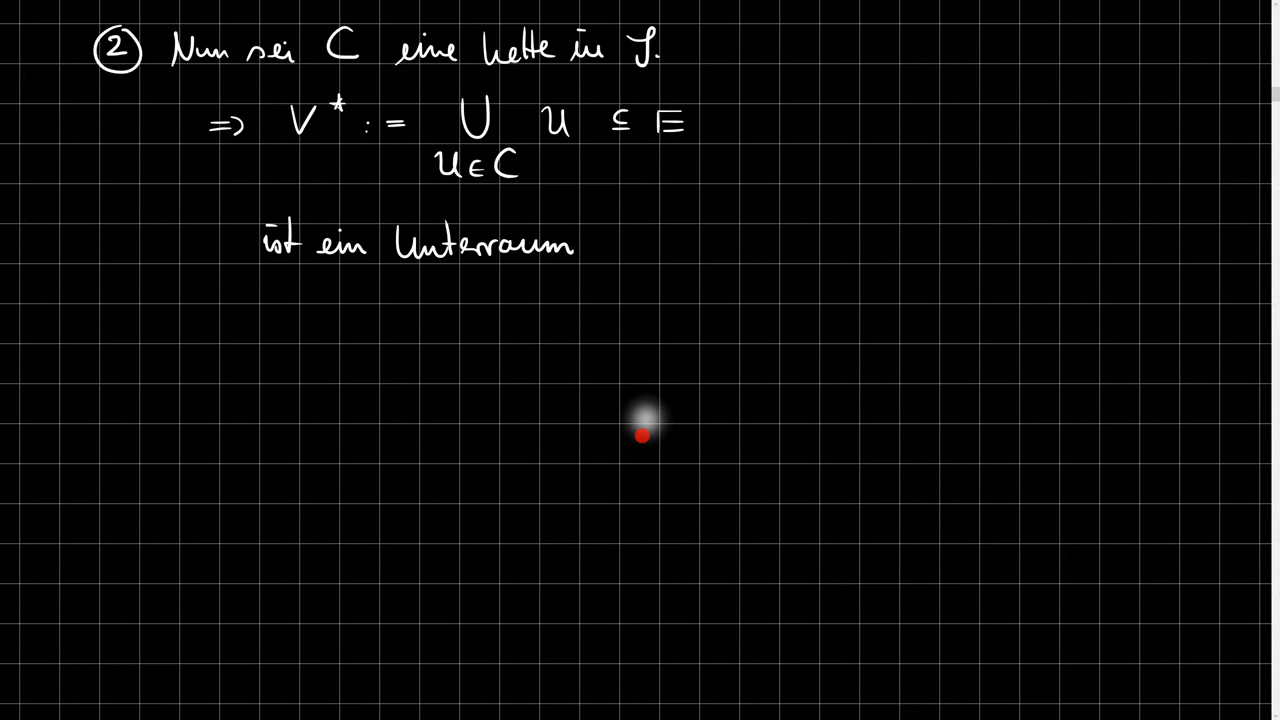 ② Nun sei C eine Kette in S.
=> V* := ⋃ U ⊆ E
U ∈ C
ist ein Unterraum